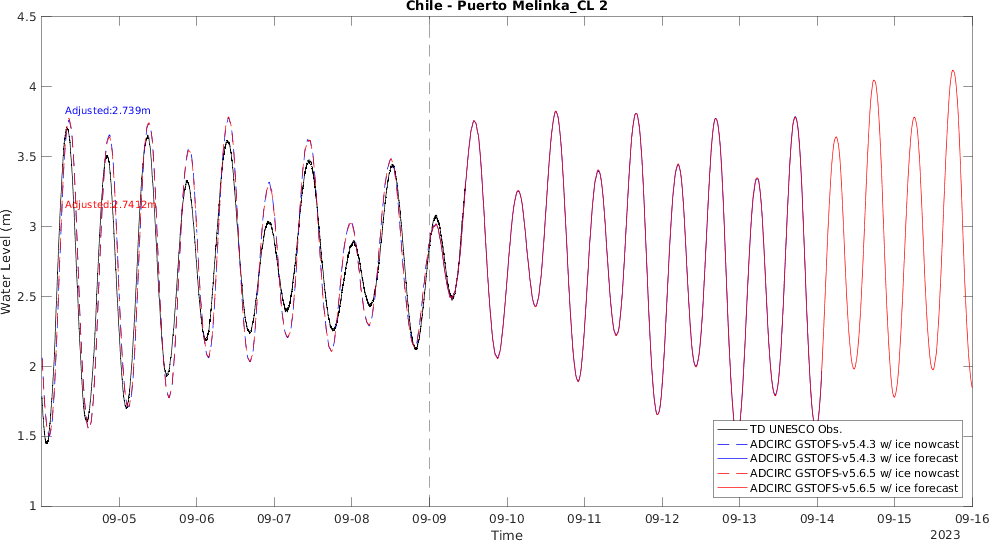 Chile - Puerto Melinka_CL 2
Water Level (m)
4.5
4
3.5
3
2.5
2
1.5
1
Adjusted:2.739m
Adjusted:2.7412m
TD UNESCO Obs.
ADCIRC GSTOFS-v5.4.3 w/ ice nowcast
ADCIRC GSTOFS-v5.4.3 w/ ice forecast
ADCIRC GSTOFS-v5.6.5 w/ ice nowcast
ADCIRC GSTOFS-v5.6.5 w/ ice forecast
09-05 09-06 09-07 09-08 09-09 09-10 09-11 09-12 09-13 09-14 09-15 09-16
Time
2023